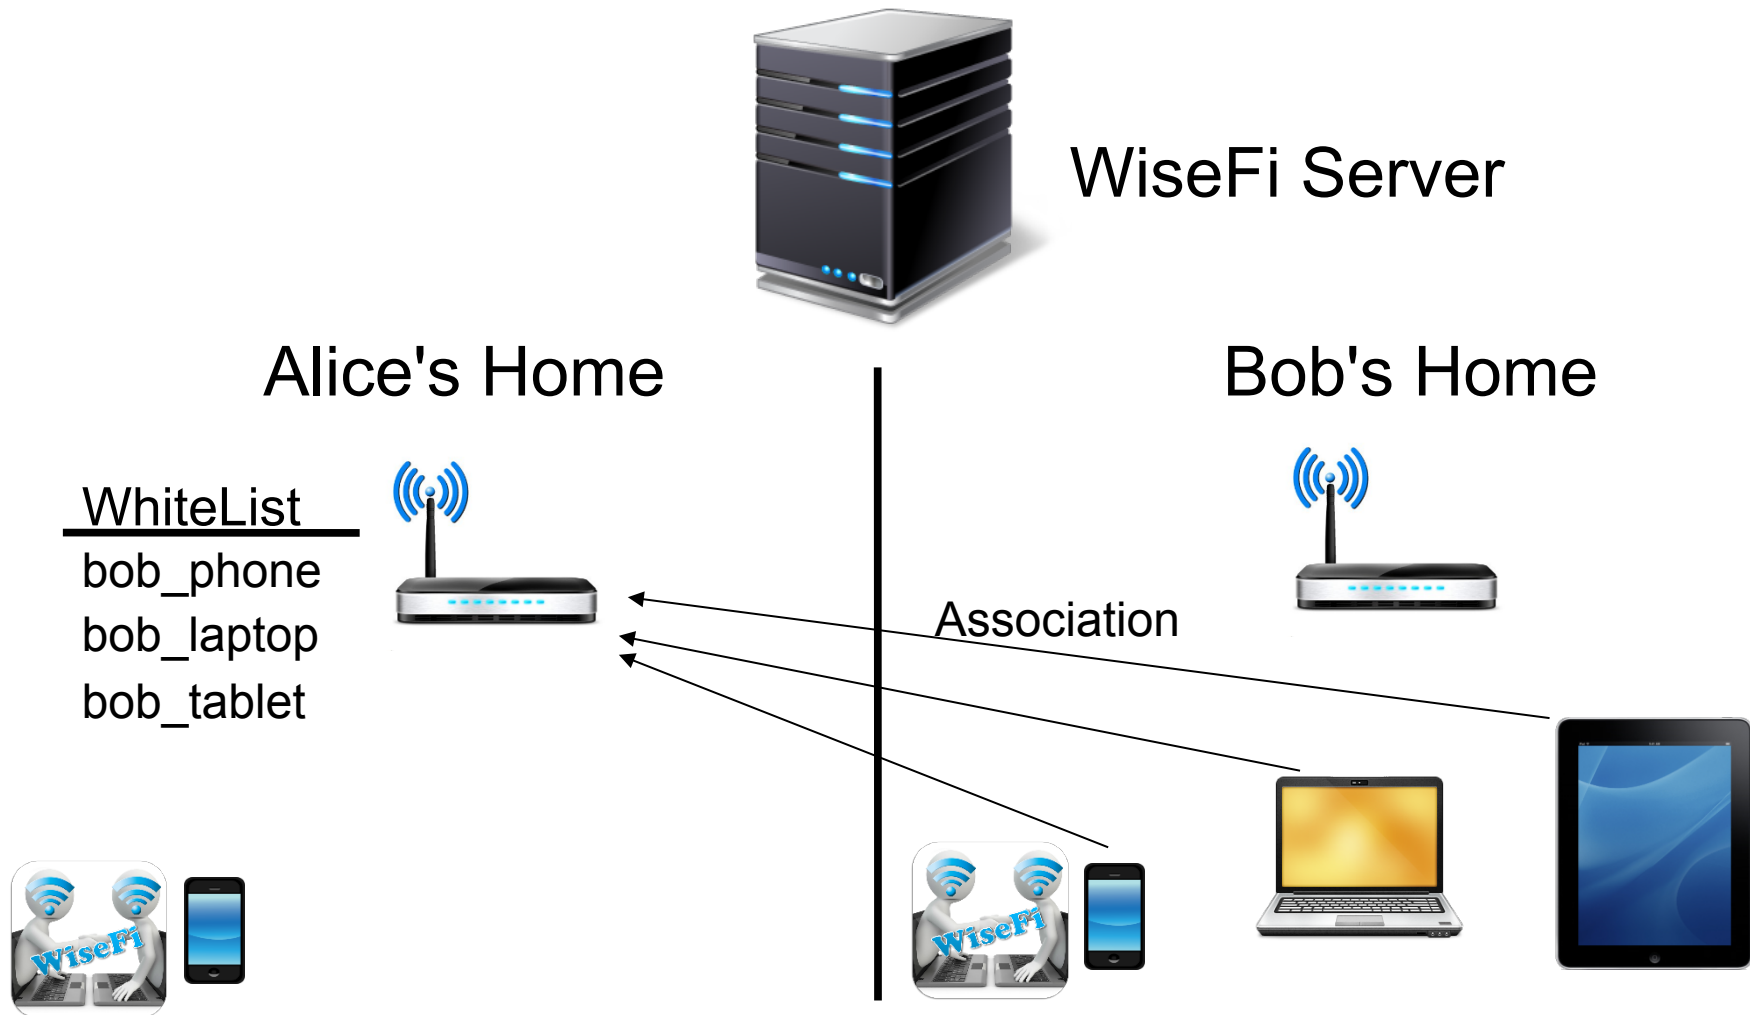 WiseFi Server
Alice's Home
Bob's Home
WhiteList
bob_phone
bob_laptop
bob_tablet
Association
WiseFi
WiseFi